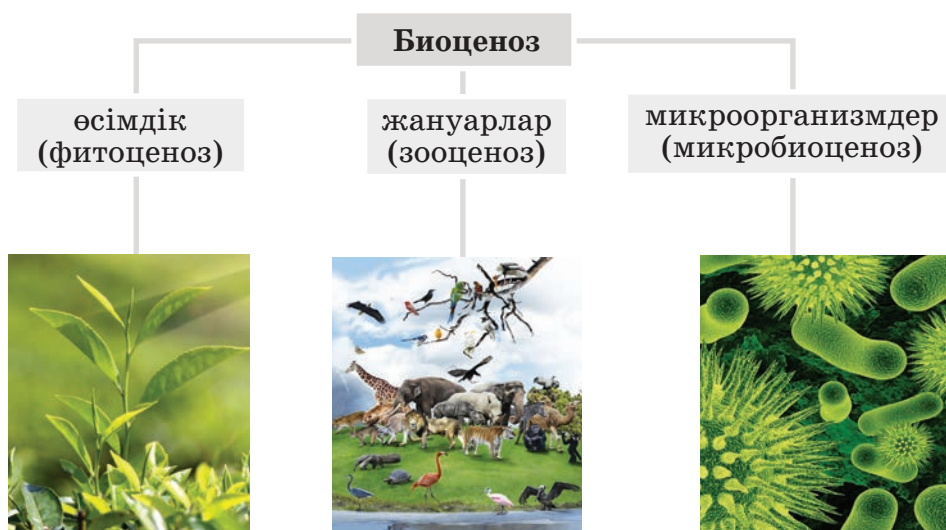 Биоценоз
өсімдік
(фитоценоз)
жануарлар
(зооценоз)
микроорганизмдер
(микробиоценоз)